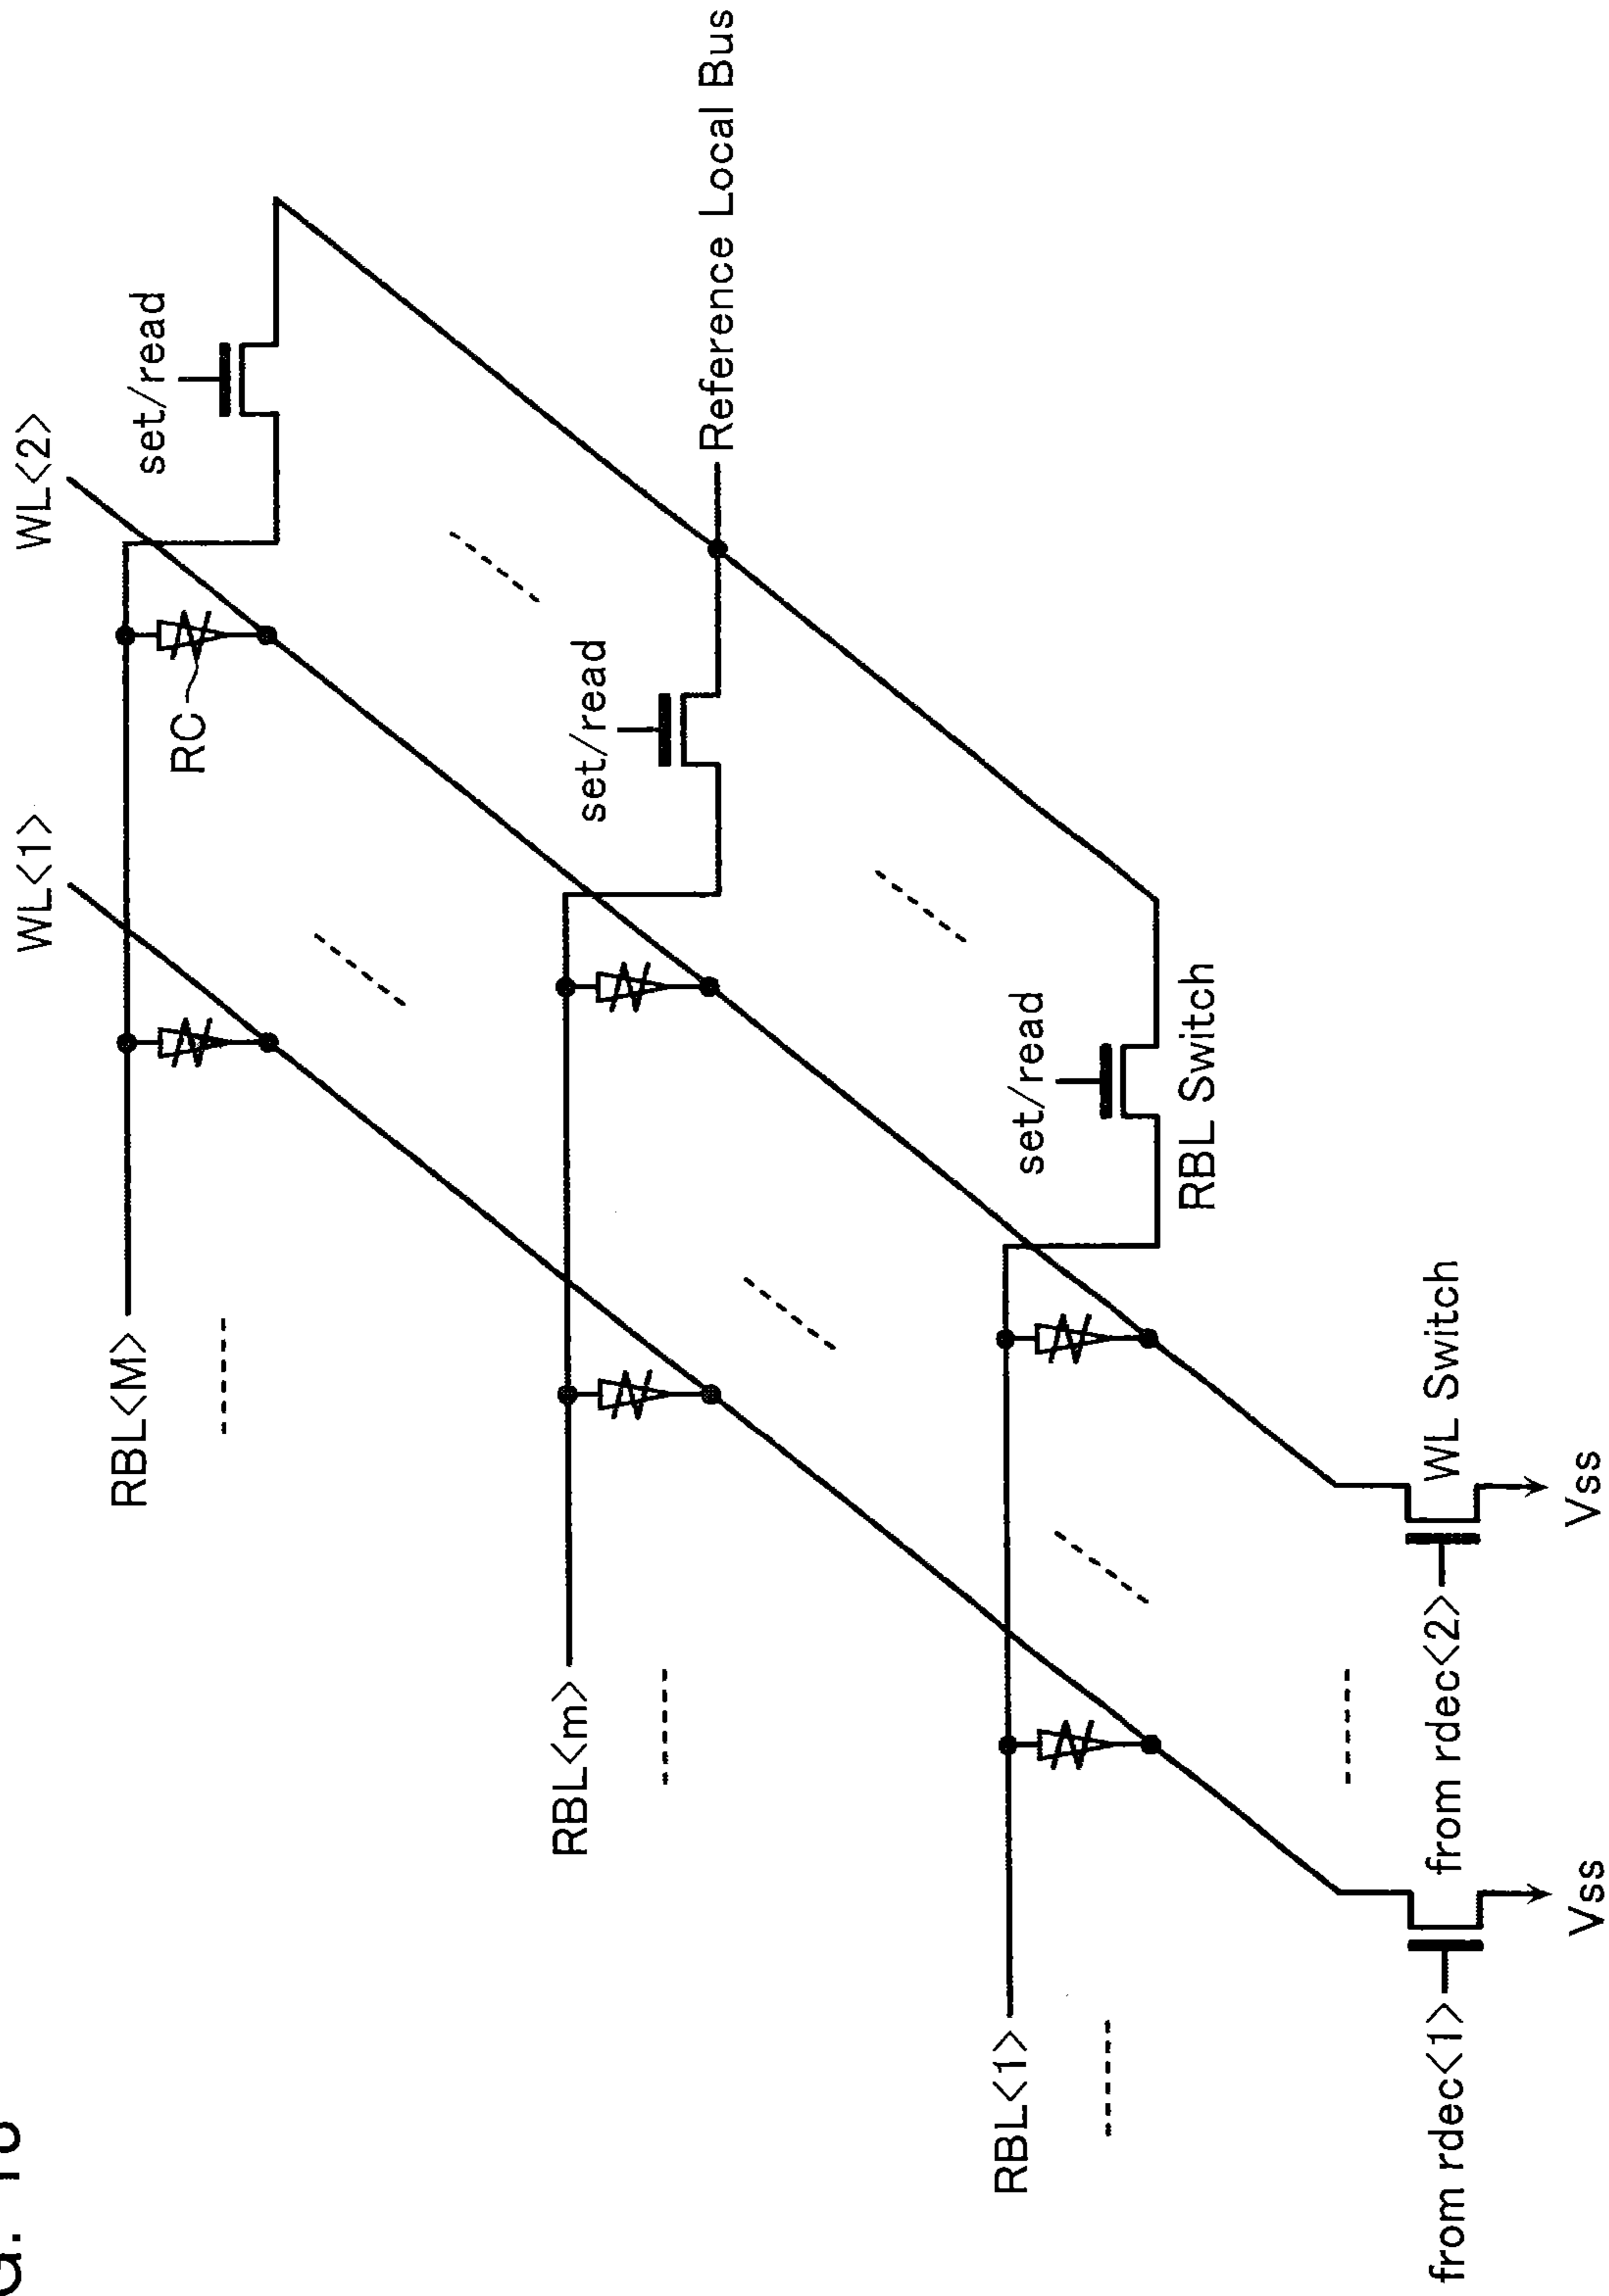 WL<1>
WL<2>
RBL<M>
RC
set/read
RBL<m>
set/read
Reference Local Bus
RBL<1>
set/read
RBL Switch
from rdec<1>
from rdec<2>
WL Switch
Vss
Vss